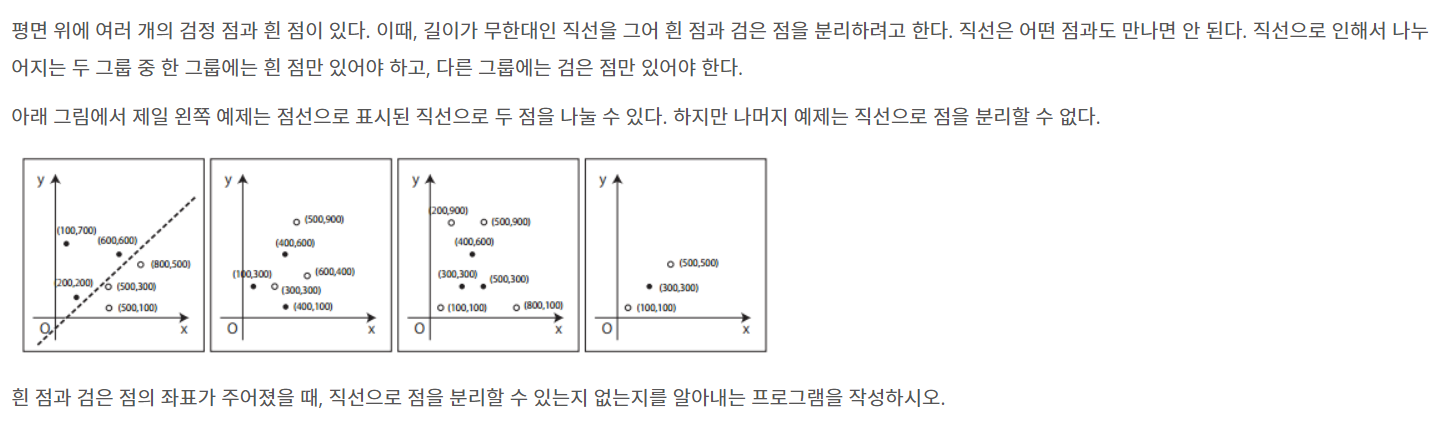 평면 위에 여러 개의 검정 점과 흰 점이 있다. 이때, 길이가 무한대인 직선을 그어 흰 점과 검은 점을 분리하려고 한다. 직선은 어떤 점과도 만나면 안 된다. 직선으로 인해서 나누
어지는 두 그룹 중 한 그룹에는 흰 점만 있어야 하고, 다른 그룹에는 검은 점만 있어야 한다.
아래 그림에서 제일 왼쪽 예제는 점선으로 표시된 직선으로 두 점을 나눌 수 있다. 하지만 나머지 예제는 직선으로 점을 분리할 수 없다.
y
(100,700)
(600,600)
(800,500)
(200,200)
(500,300)
(500,100)
O
x
y
(500,900)
(400,600)
(100,300)
(600,400)
(300,300)
(400,100)
O
x
y
(200,900)
(500,900)
(400,600)
(300,300)
(500,300)
(100,100)
(800,100)
O
x
y
(500,500)
(300,300)
(100,100)
O
x
흰 점과 검은 점의 좌표가 주어졌을 때, 직선으로 점을 분리할 수 있는지 없는지를 알아내는 프로그램을 작성하시오.